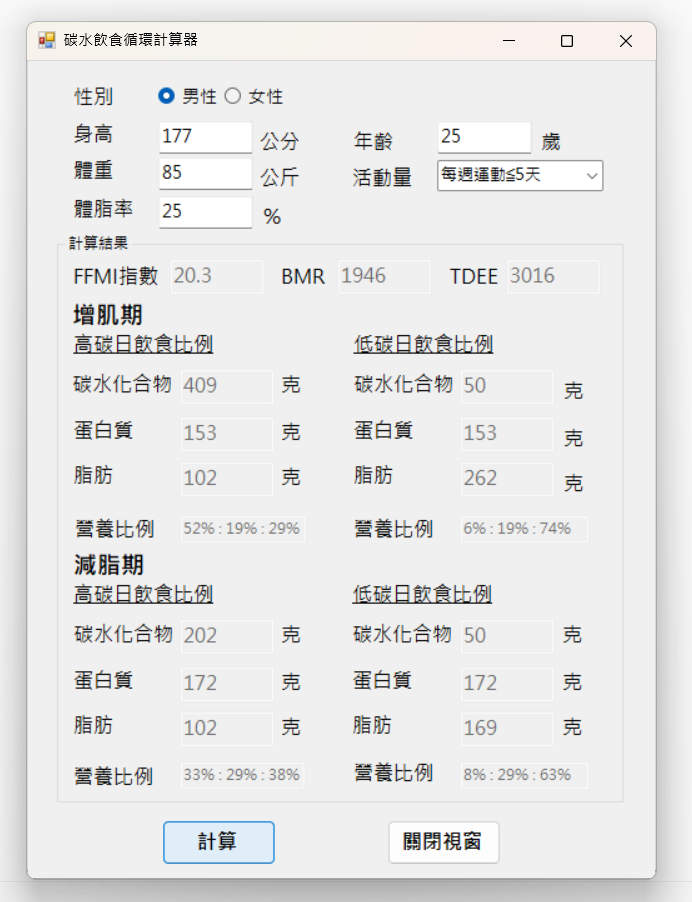 碳水飲食循環計算器
性別 男性 女性
身高 177 公分 年齡 25 歲
體重 85 公斤 活動量 每週運動≦5天
體脂率 25 %
計算結果
FFMI指數 20.3 BMR 1946 TDEE 3016
增肌期
高碳日飲食比例 低碳日飲食比例
碳水化合物 409 克 碳水化合物 50 克
蛋白質 153 克 蛋白質 153 克
脂肪 102 克 脂肪 262 克
營養比例 52% : 19% : 29% 營養比例 6% : 19% : 74%
減脂期
高碳日飲食比例 低碳日飲食比例
碳水化合物 202 克 碳水化合物 50 克
蛋白質 172 克 蛋白質 172 克
脂肪 102 克 脂肪 169 克
營養比例 33% : 29% : 38% 營養比例 8% : 29% : 63%
計算 關閉視窗